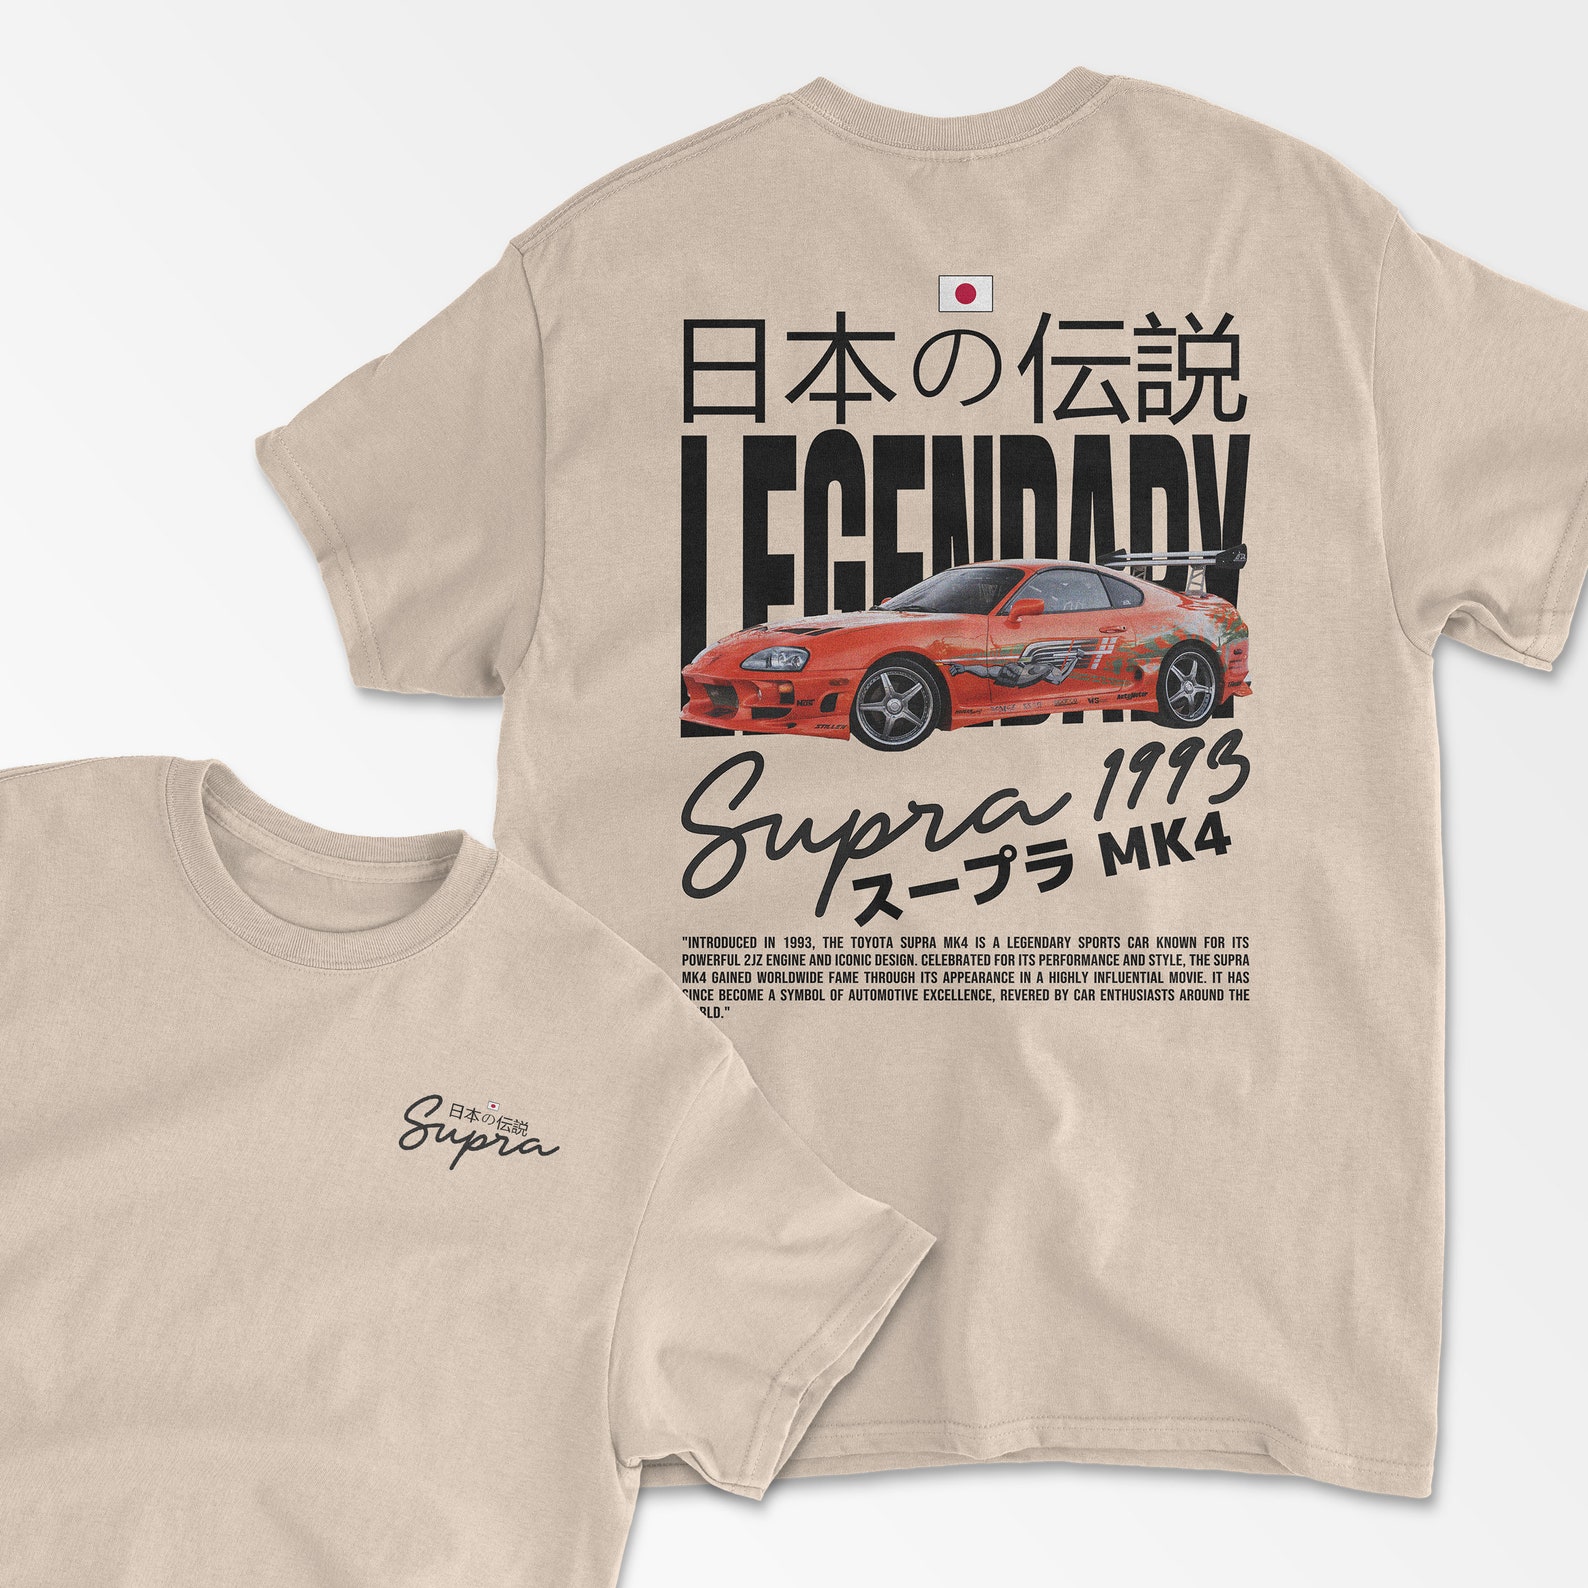 日本の伝説
LEGENDARY
Supra 1993
スープラ MK4
"INTRODUCED IN 1993, THE TOYOTA SUPRA MK4 IS A LEGENDARY SPORTS CAR KNOWN FOR ITS
POWERFUL 2JZ ENGINE AND ICONIC DESIGN. CELEBRATED FOR ITS PERFORMANCE AND STYLE, THE SUPRA
MK4 GAINED WORLDWIDE FAME THROUGH ITS APPEARANCE IN A HIGHLY INFLUENTIAL MOVIE. IT HAS
SINCE BECOME A SYMBOL OF AUTOMOTIVE EXCELLENCE, REVERED BY CAR ENTHUSIASTS AROUND THE
日本の伝説
Supra